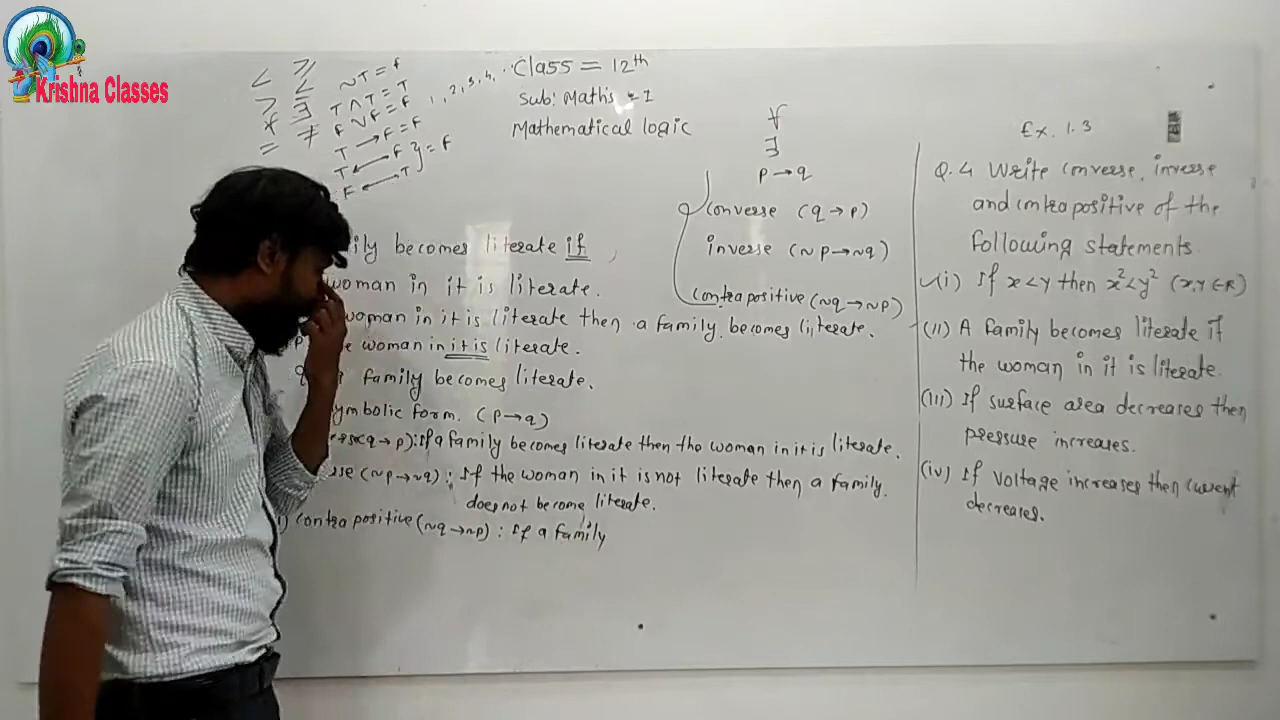 Krishna Classes
< ⩾
> ≤
≮ ∃
= ≠
~T = F
T ∧ T = T
F ∨ F = F
T → F = F
T ↔ F } = F
F ↔ T
1, 2, 3, 4, ..
Class = 12th
Sub: Maths - 1
Mathematical logic
∀
∃
p → q
converse (q → p)
inverse (~p → ~q)
contrapositive (~q → ~p)
ily becomes literate if
woman in it is literate.
woman in it is literate then a family becomes literate.
woman in it is literate.
family becomes literate.
ymbolic form. (p → q)
(q → p): If a family becomes literate then the woman in it is literate.
(~p → ~q): If the woman in it is not literate then a family
does not become literate.
) contrapositive (~q → ~p): If a family
Ex. 1.3
Q.4 Write converse, inverse
and contrapositive of the
following statements.
(i) If x < y then x² < y² (x, y ∈ R)
(ii) A family becomes literate if
the woman in it is literate.
(iii) If surface area decreases then
pressure increases.
(iv) If voltage increases then current
decreases.